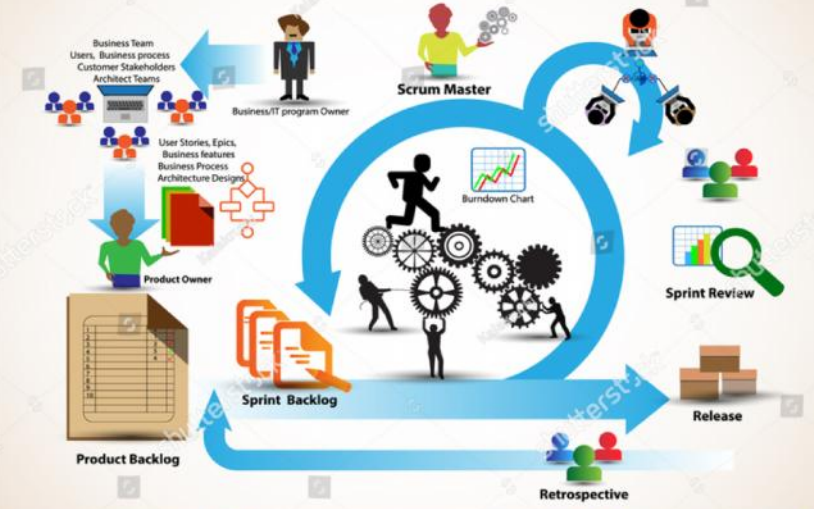 Business Team
Users, Business process
Customer Stakeholders
Architect Teams
Business/IT program Owner
Scrum Master
User Stories, Epics,
Business features
Business Process
Architecture Designs
Burndown Chart
Product Owner
Sprint Review
Sprint Backlog
Release
Product Backlog
Retrospective
shutterstock